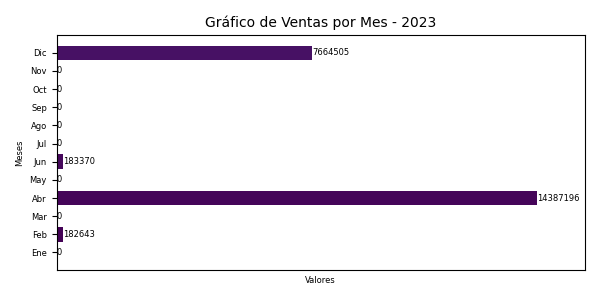 Gráfico de Ventas por Mes - 2023
Meses
Dic 7664505
Nov 0
Oct 0
Sep 0
Ago 0
Jul 0
Jun 183370
May 0
Abr 14387196
Mar 0
Feb 182643
Ene 0
Valores